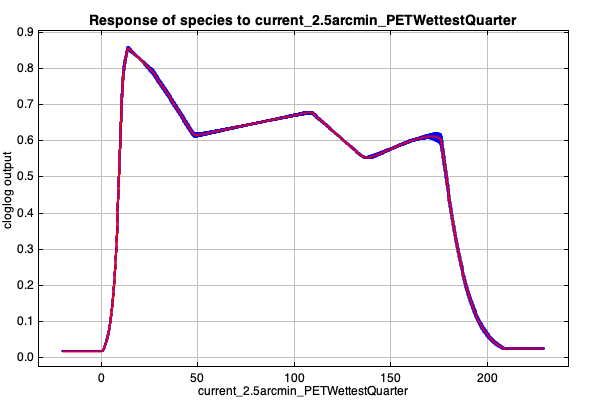 Response of species to current_2.5arcmin_PETWettestQuarter
0.9
0.8
0.7
0.6
0.5
0.4
0.3
0.2
0.1
0.0
cloglog output
0 50 100 150 200
current_2.5arcmin_PETWettestQuarter